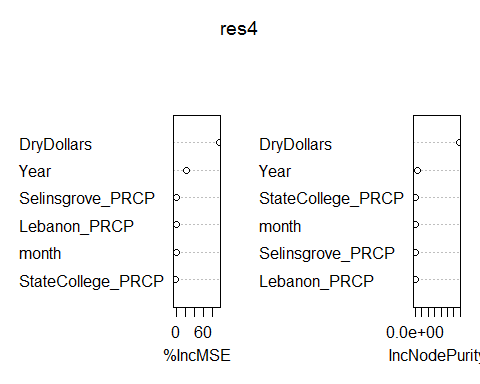 res4
DryDollars
Year
Selinsgrove_PRCP
Lebanon_PRCP
month
StateCollege_PRCP
0 60
%IncMSE
DryDollars
Year
StateCollege_PRCP
month
Selinsgrove_PRCP
Lebanon_PRCP
0.0e+00
IncNodePurity